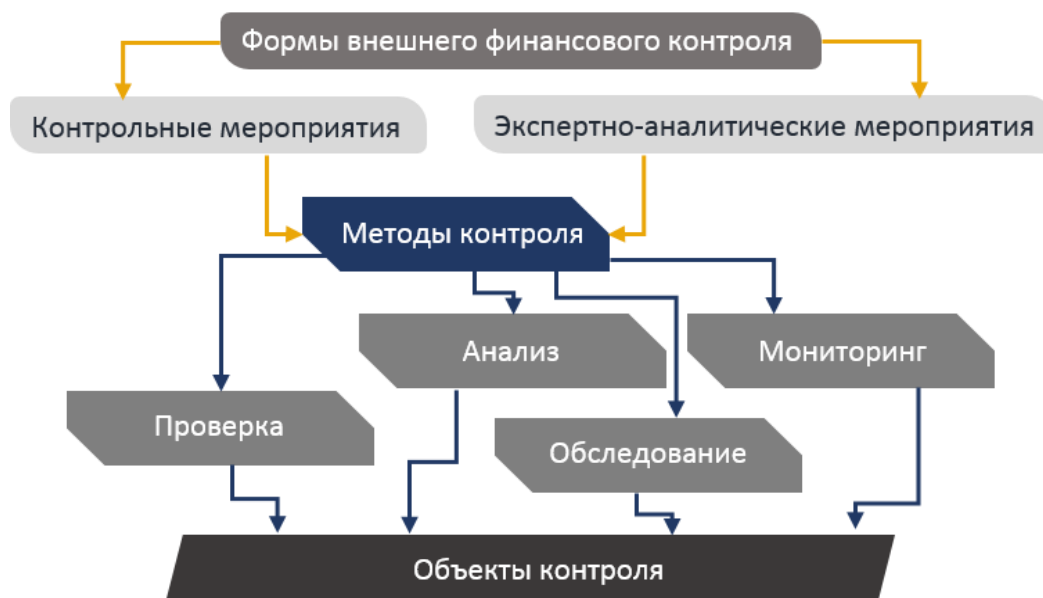 Формы внешнего финансового контроля
Контрольные мероприятия
Экспертно-аналитические мероприятия
Методы контроля
Анализ
Мониторинг
Проверка
Обследование
Объекты контроля